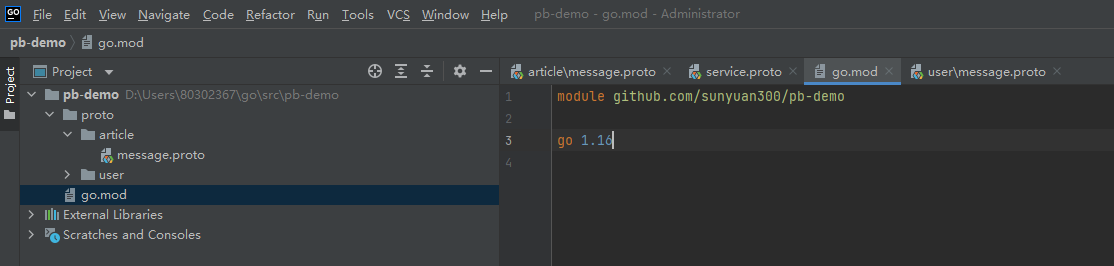 GO File Edit View Navigate Code Refactor Run Tools VCS Window Help pb-demo - go.mod - Administrator
pb-demo go.mod
Project
Project
pb-demo D:\Users\80302367\go\src\pb-demo
proto
article
message.proto
user
go.mod
External Libraries
Scratches and Consoles
article\message.proto service.proto go.mod user\message.proto
1 module github.com/sunyuan300/pb-demo
2
3 go 1.16
4